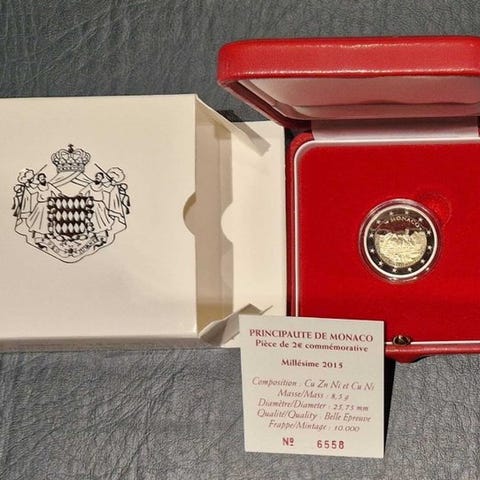 MONACO
PRINCIPAUTE DE MONACO
Pièce de 2€ commémorative
Millésime 2015
Composition : Cu Zn Ni et Cu Ni
Masse/Mass : 8,5 g
Diamètre/Diameter : 25,75 mm
Qualité/Quality : Belle Epreuve
Frappe/Mintage : 10.000
Nº 6558